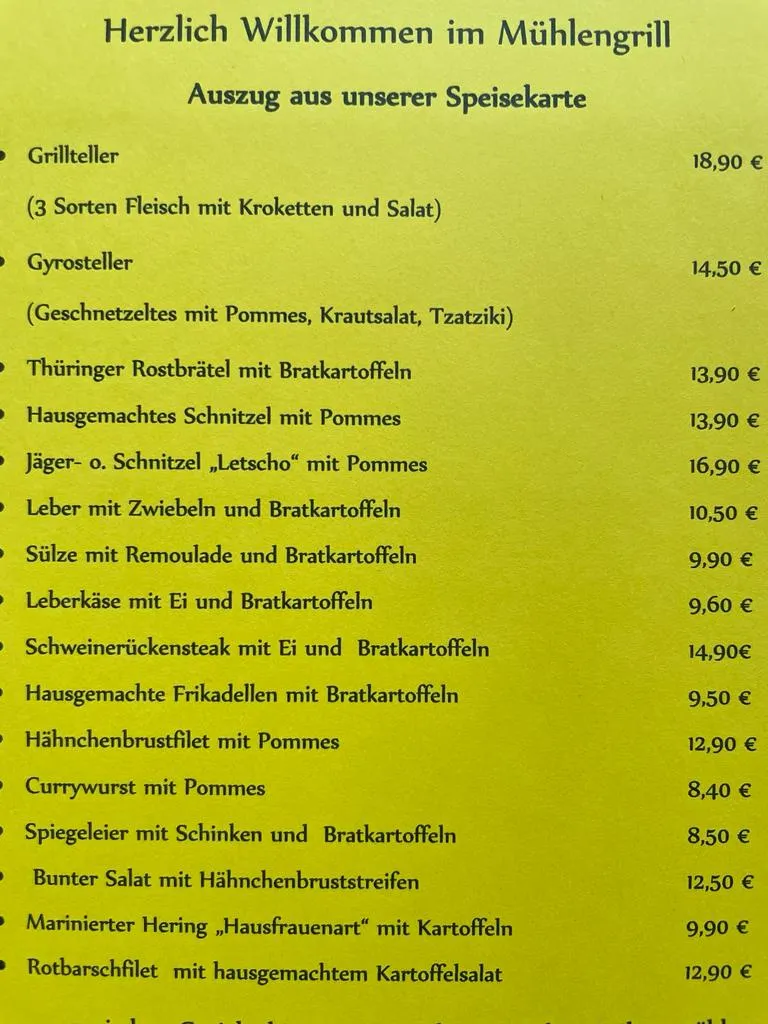 Herzlich Willkommen im Mühlengrill
Auszug aus unserer Speisekarte
• Grillteller 18,90 €
(3 Sorten Fleisch mit Kroketten und Salat)
• Gyrosteller 14,50 €
(Geschnetzeltes mit Pommes, Krautsalat, Tzatziki)
• Thüringer Rostbrätel mit Bratkartoffeln 13,90 €
• Hausgemachtes Schnitzel mit Pommes 13,90 €
• Jäger- o. Schnitzel „Letscho“ mit Pommes 16,90 €
• Leber mit Zwiebeln und Bratkartoffeln 10,50 €
• Sülze mit Remoulade und Bratkartoffeln 9,90 €
• Leberkäse mit Ei und Bratkartoffeln 9,60 €
• Schweinerückensteak mit Ei und Bratkartoffeln 14,90€
• Hausgemachte Frikadellen mit Bratkartoffeln 9,50 €
• Hähnchenbrustfilet mit Pommes 12,90 €
• Currywurst mit Pommes 8,40 €
• Spiegeleier mit Schinken und Bratkartoffeln 8,50 €
• Bunter Salat mit Hähnchenbruststreifen 12,50 €
• Marinierter Hering „Hausfrauenart“ mit Kartoffeln 9,90 €
• Rotbarschfilet mit hausgemachtem Kartoffelsalat 12,90 €